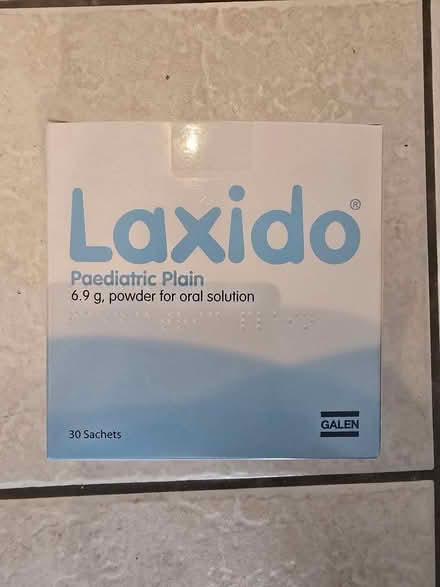 Laxido®
Paediatric Plain
6.9 g, powder for oral solution
30 Sachets
GALEN